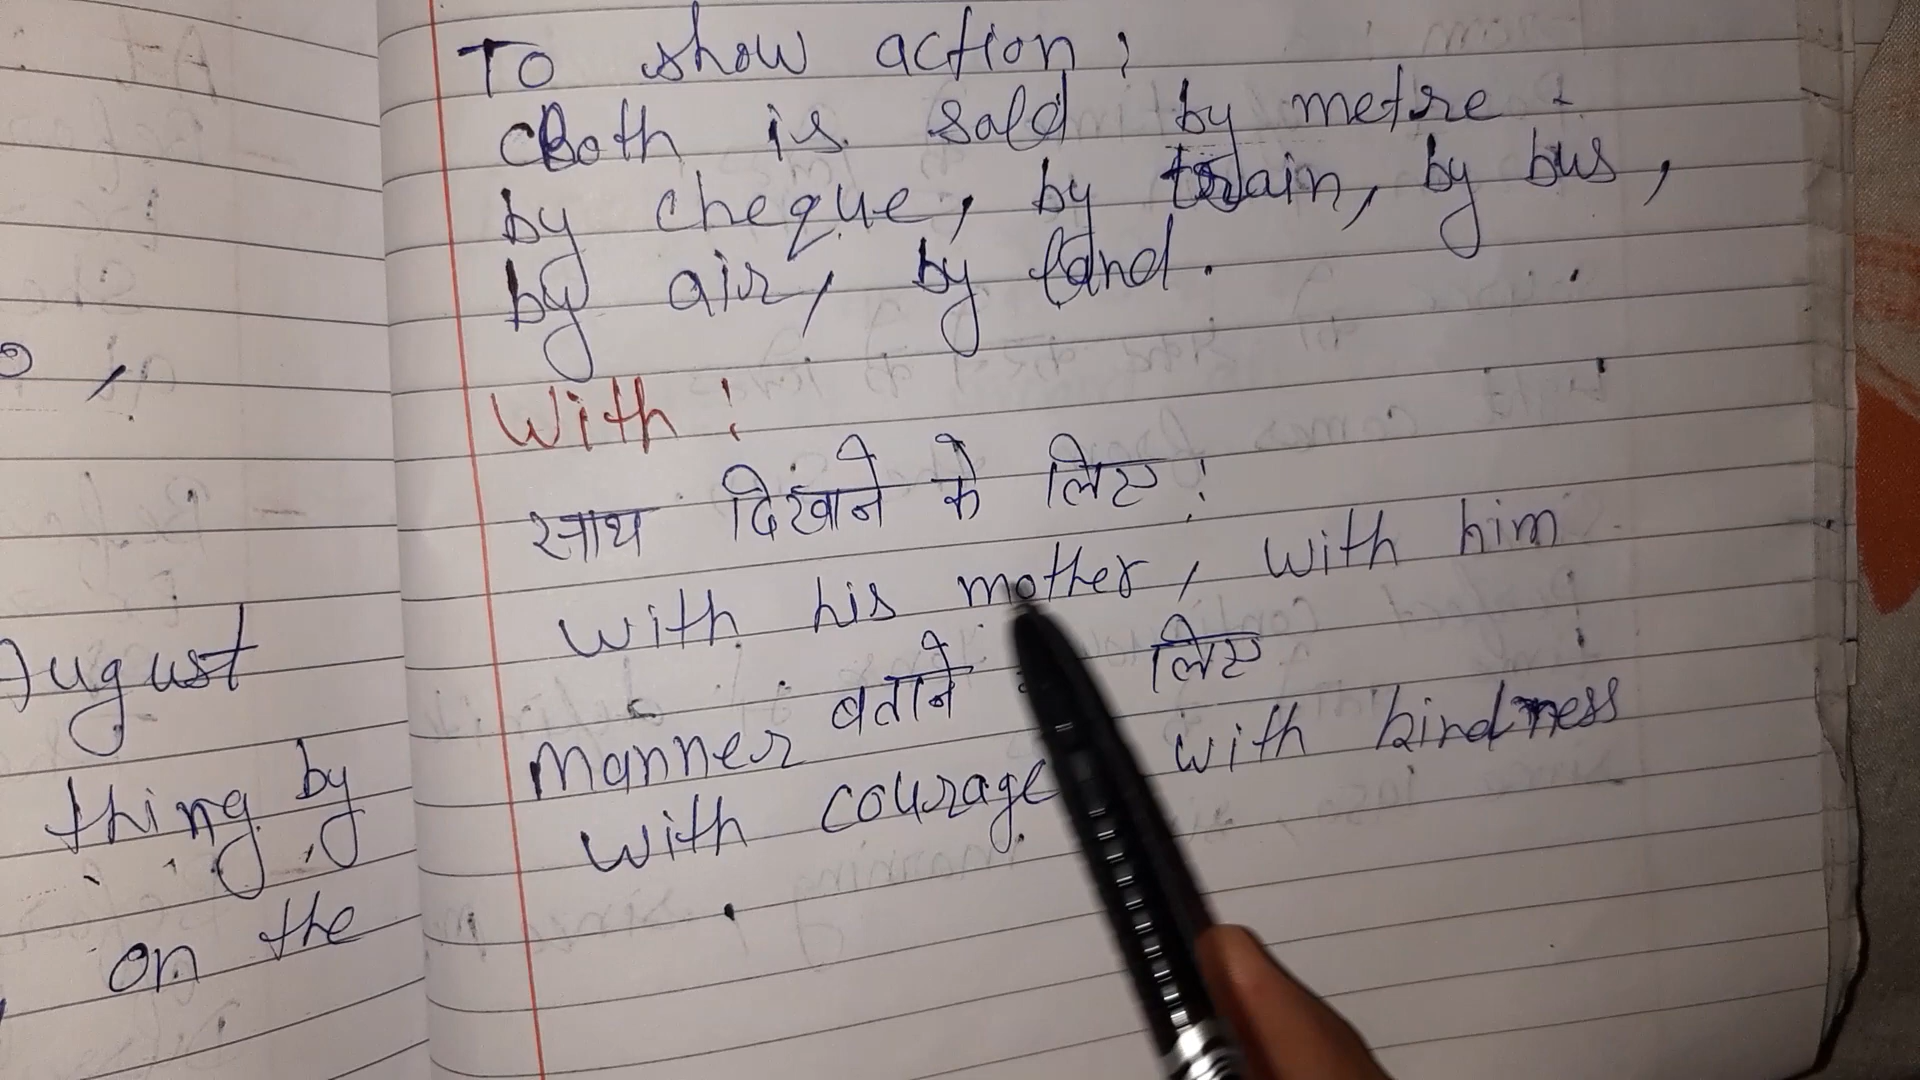 August
thing by
on the
To show action:
Cloth is sold by metre.
by cheque, by train, by bus,
by air, by land.
With:
साथ दिखाने के लिए:
with his mother, with him
manner बताने लिए
with courage with kindness